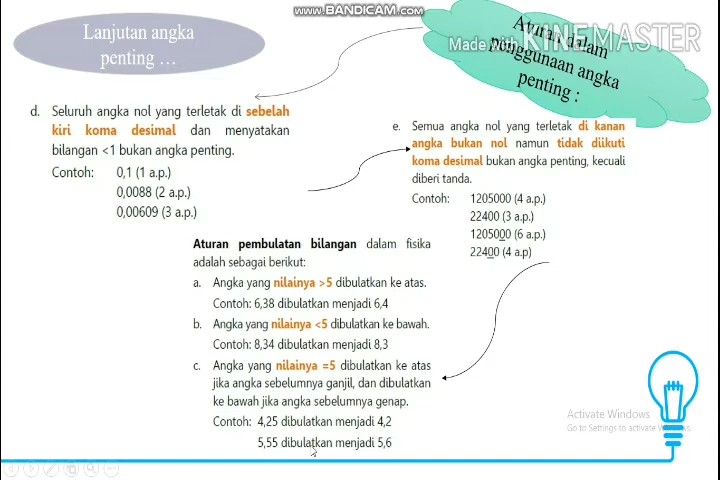 www.BANDICAM.com
Lanjutan angka
penting ...
Made with KINEMASTER
Aturan dalam
penggunaan angka
penting :
d. Seluruh angka nol yang terletak di sebelah
kiri koma desimal dan menyatakan
bilangan <1 bukan angka penting.
Contoh: 0,1 (1 a.p.)
0,0088 (2 a.p.)
0,00609 (3 a.p.)
e. Semua angka nol yang terletak di kanan
angka bukan nol namun tidak diikuti
koma desimal bukan angka penting, kecuali
diberi tanda.
Contoh: 1205000 (4 a.p.)
22400 (3 a.p.)
1205000 (6 a.p.)
22400 (4 a.p)
Aturan pembulatan bilangan dalam fisika
adalah sebagai berikut:
a. Angka yang nilainya >5 dibulatkan ke atas.
Contoh: 6,38 dibulatkan menjadi 6,4
b. Angka yang nilainya <5 dibulatkan ke bawah.
Contoh: 8,34 dibulatkan menjadi 8,3
c. Angka yang nilainya =5 dibulatkan ke atas
jika angka sebelumnya ganjil, dan dibulatkan
ke bawah jika angka sebelumnya genap.
Contoh: 4,25 dibulatkan menjadi 4,2
5,55 dibulatkan menjadi 5,6
Activate Windows
Go to Settings to activate Windows.